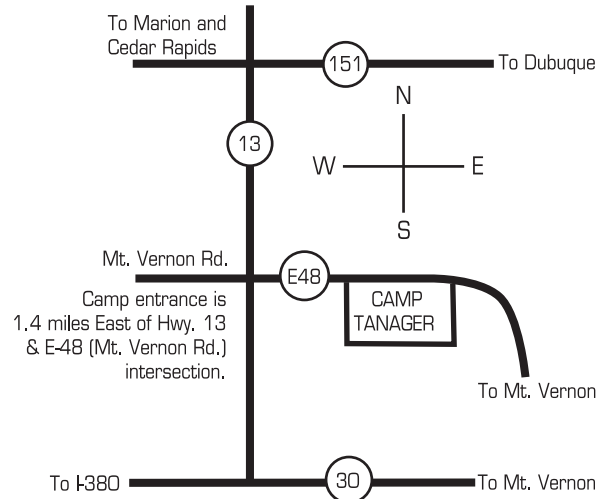 To Marion and
Cedar Rapids
151
To Dubuque
N
13
W
E
S
Mt. Vernon Rd.
E48
Camp entrance is
1.4 miles East of Hwy. 13
& E-48 (Mt. Vernon Rd.)
intersection.
CAMP
TANAGER
To Mt. Vernon
To I-380
30
To Mt. Vernon